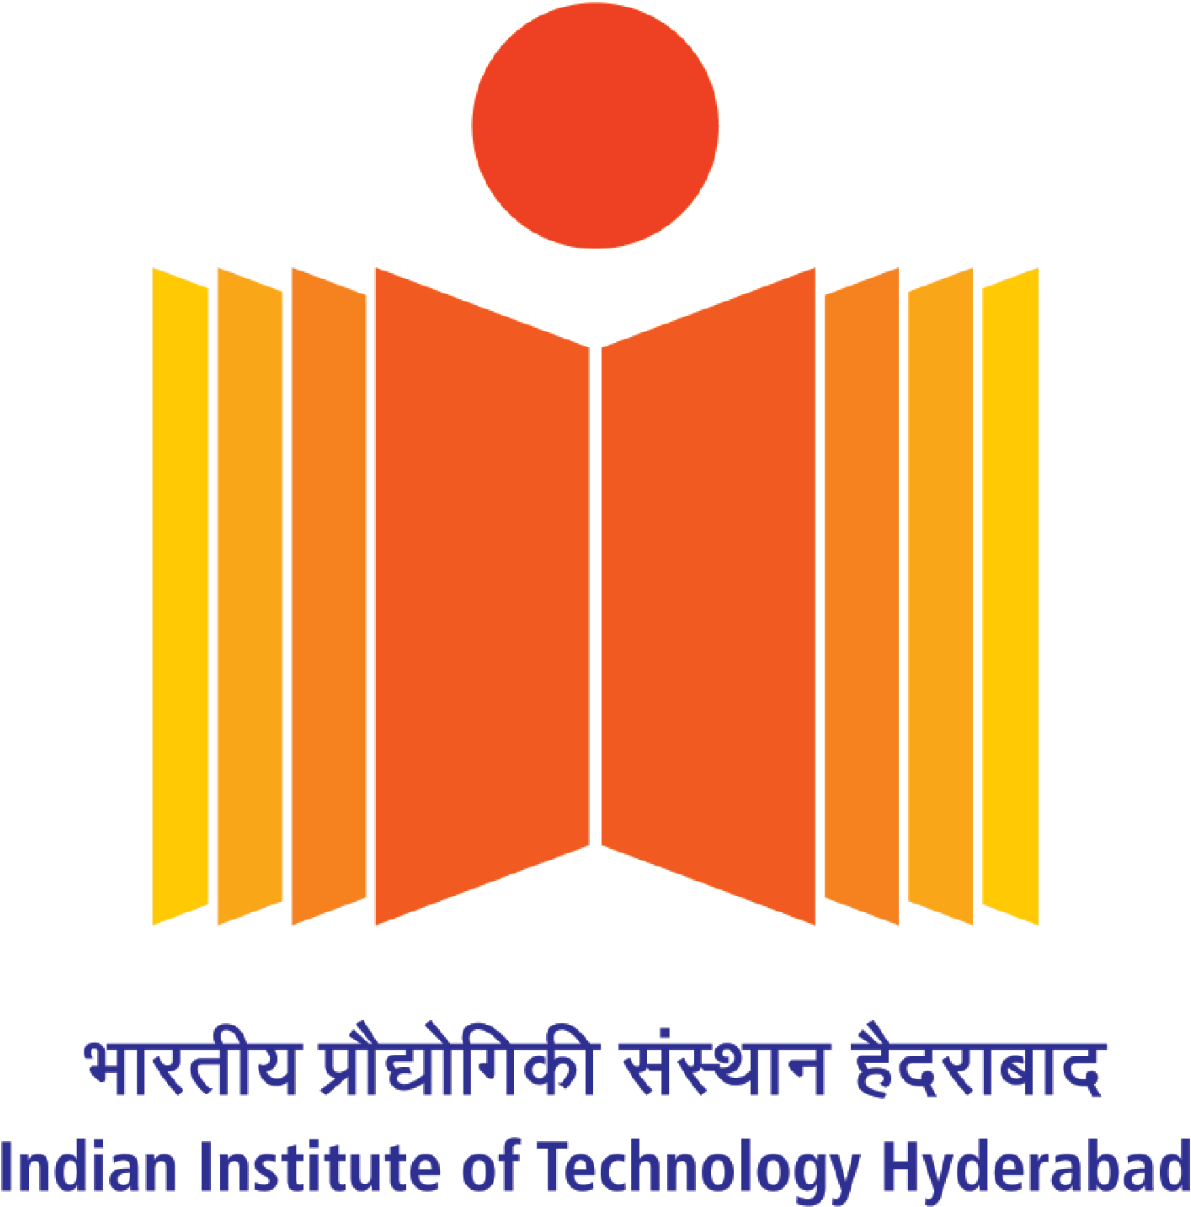 भारतीय प्रौद्योगिकी संस्थान हैदराबाद
Indian Institute of Technology Hyderabad